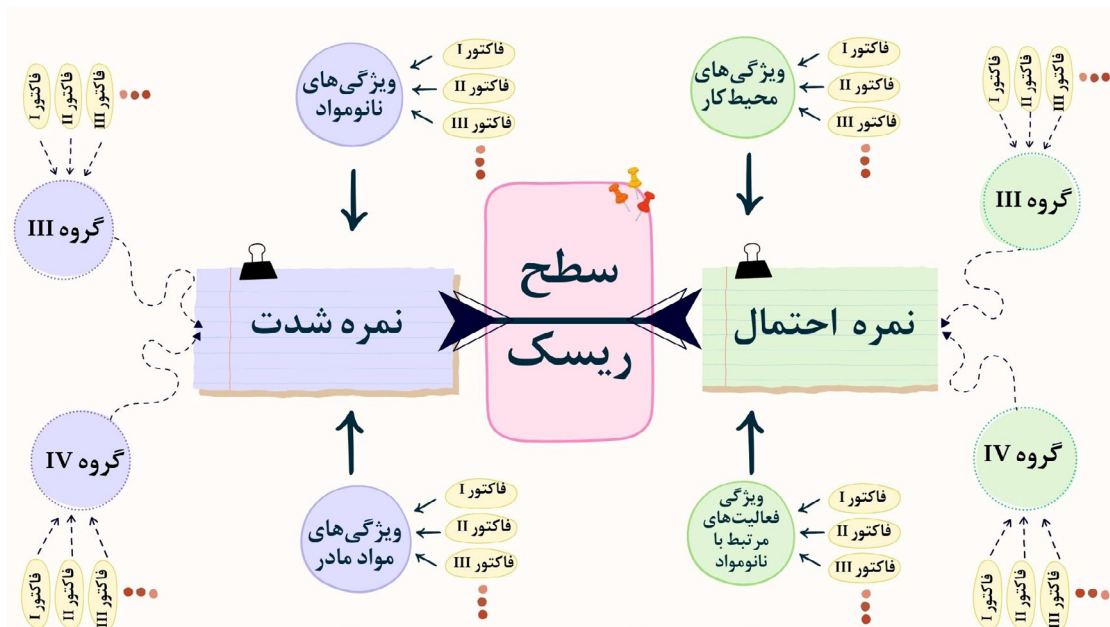 فاکتور I
فاکتور II
فاکتور III
ویژگی‌های
محیط‌کار
فاکتور I
فاکتور II
فاکتور III
گروه III
فاکتور I
فاکتور II
فاکتور III
ویژگی‌های
نانومواد
فاکتور I
فاکتور II
فاکتور III
گروه III
نمره احتمال
سطح
ریسک
نمره شدت
گروه IV
فاکتور I
فاکتور II
فاکتور III
ویژگی
فعالیت‌های
مرتبط با
نانومواد
فاکتور I
فاکتور II
فاکتور III
ویژگی‌های
مواد مادر
فاکتور I
فاکتور II
فاکتور III
گروه IV
فاکتور I
فاکتور II
فاکتور III